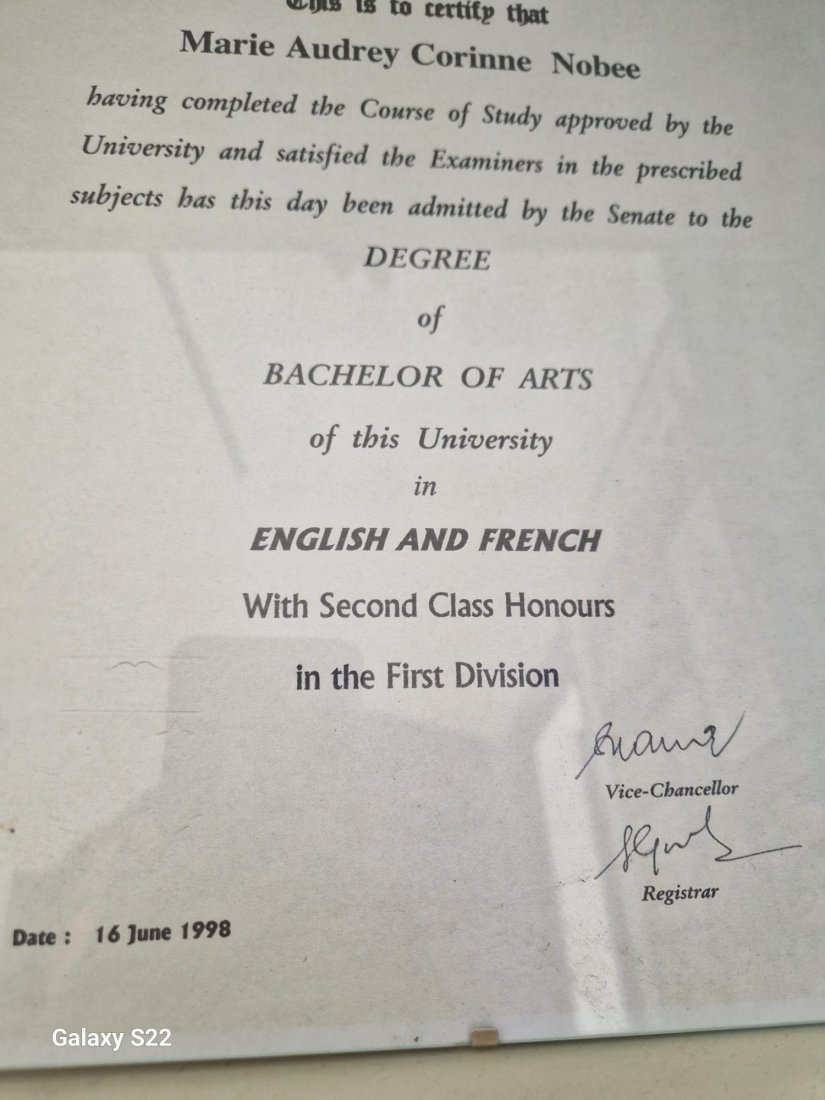 This is to certify that
Marie Audrey Corinne Nobee
having completed the Course of Study approved by the
University and satisfied the Examiners in the prescribed
subjects has this day been admitted by the Senate to the
DEGREE
of
BACHELOR OF ARTS
of this University
in
ENGLISH AND FRENCH
With Second Class Honours
in the First Division
Vice-Chancellor
Registrar
Date : 16 June 1998
Galaxy S22